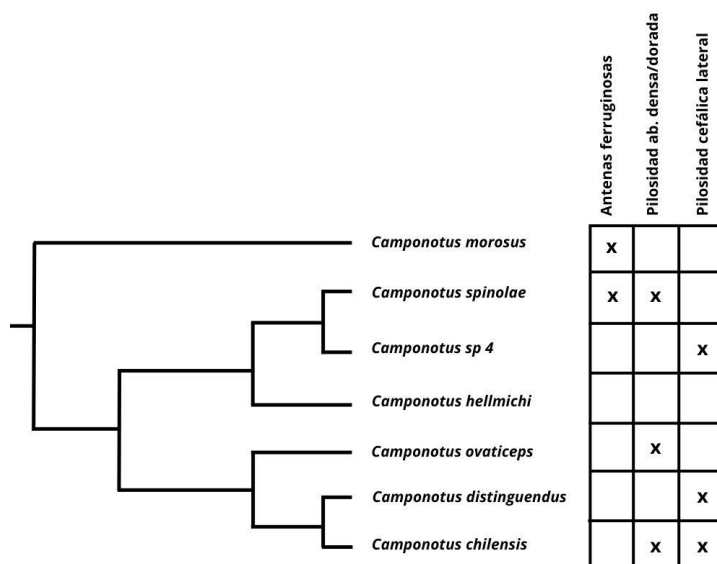 Antenas ferruginosas
Pilosidad ab. densa/dorada
Pilosidad cefálica lateral
Camponotus morosus x
Camponotus spinolae x x
Camponotus sp 4 x
Camponotus hellmichi
Camponotus ovaticeps x
Camponotus distinguendus x
Camponotus chilensis x x